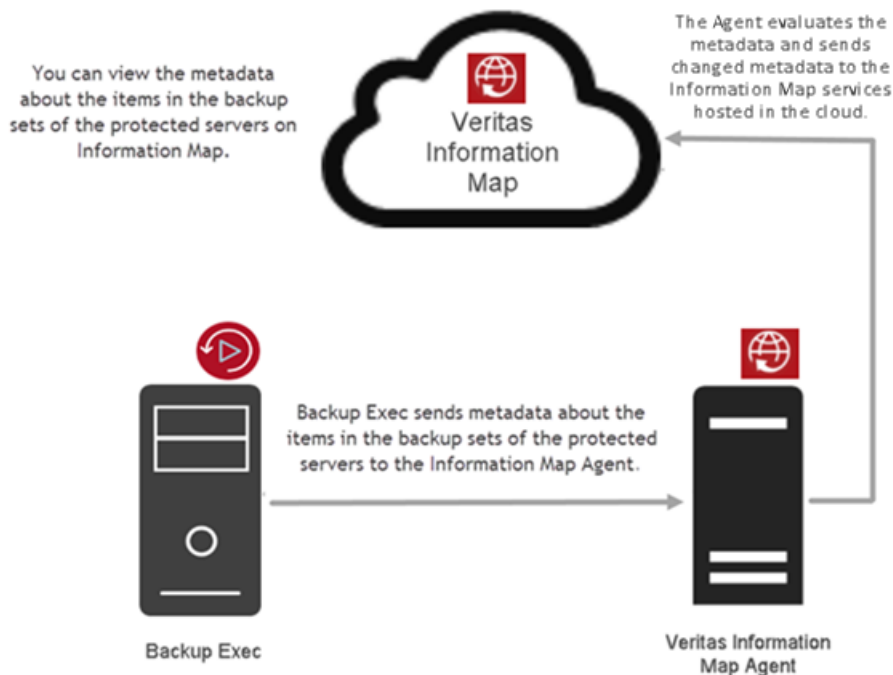 You can view the metadata
about the items in the backup
sets of the protected servers on
Information Map.
Veritas
Information
Map
The Agent evaluates the
metadata and sends
changed metadata to the
Information Map services
hosted in the cloud.
Backup Exec sends metadata about the
items in the backup sets of the protected
servers to the Information Map Agent.
Backup Exec
Veritas Information
Map Agent